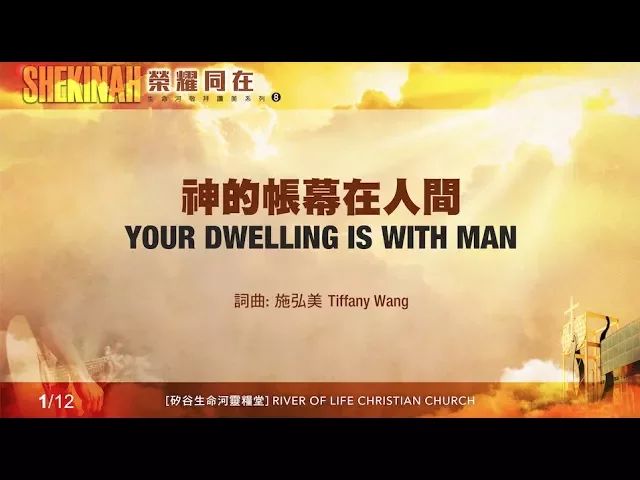 SHEKINAH 榮耀同在
生命河敬拜讚美系列 8
神的帳幕在人間
YOUR DWELLING IS WITH MAN
詞曲: 施弘美 Tiffany Wang
1/12
[矽谷生命河靈糧堂] RIVER OF LIFE CHRISTIAN CHURCH